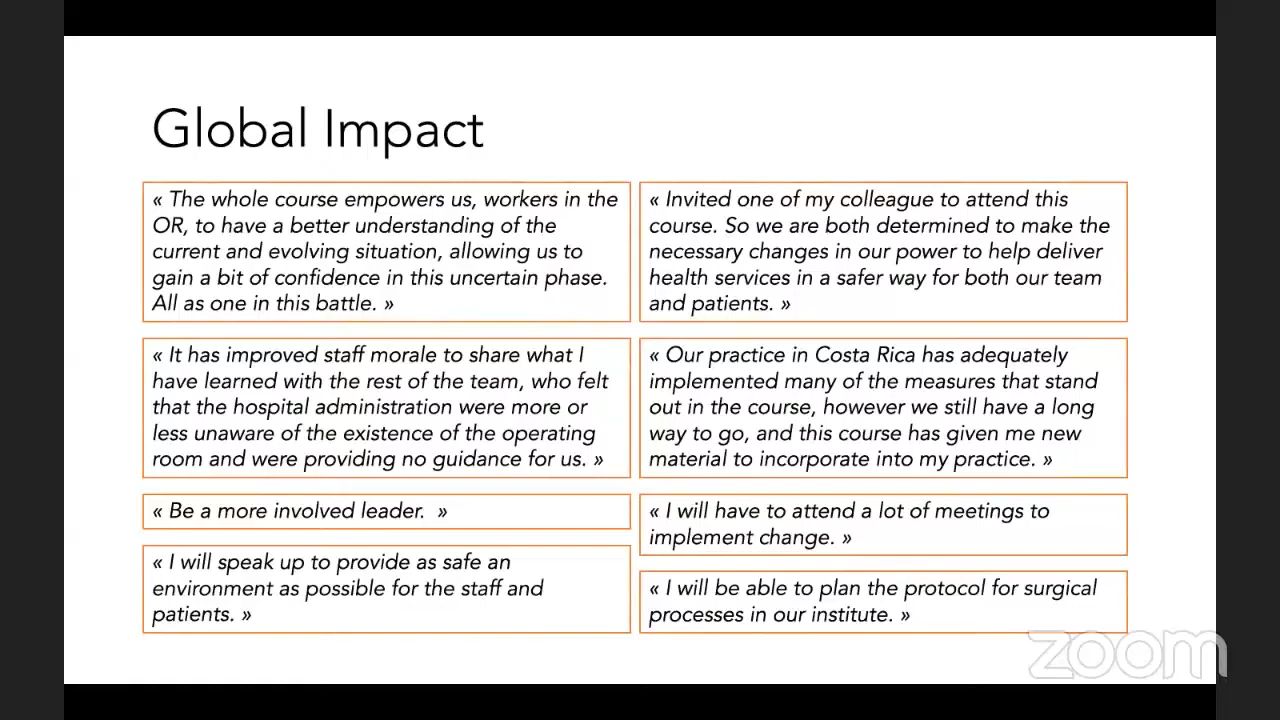 Global Impact
« The whole course empowers us, workers in the
OR, to have a better understanding of the
current and evolving situation, allowing us to
gain a bit of confidence in this uncertain phase.
All as one in this battle. »
« It has improved staff morale to share what I
have learned with the rest of the team, who felt
that the hospital administration were more or
less unaware of the existence of the operating
room and were providing no guidance for us. »
« Be a more involved leader.  »
« I will speak up to provide as safe an
environment as possible for the staff and
patients. »
« Invited one of my colleague to attend this
course. So we are both determined to make the
necessary changes in our power to help deliver
health services in a safer way for both our team
and patients. »
« Our practice in Costa Rica has adequately
implemented many of the measures that stand
out in the course, however we still have a long
way to go, and this course has given me new
material to incorporate into my practice. »
« I will have to attend a lot of meetings to
implement change. »
« I will be able to plan the protocol for surgical
processes in our institute. »
zoom